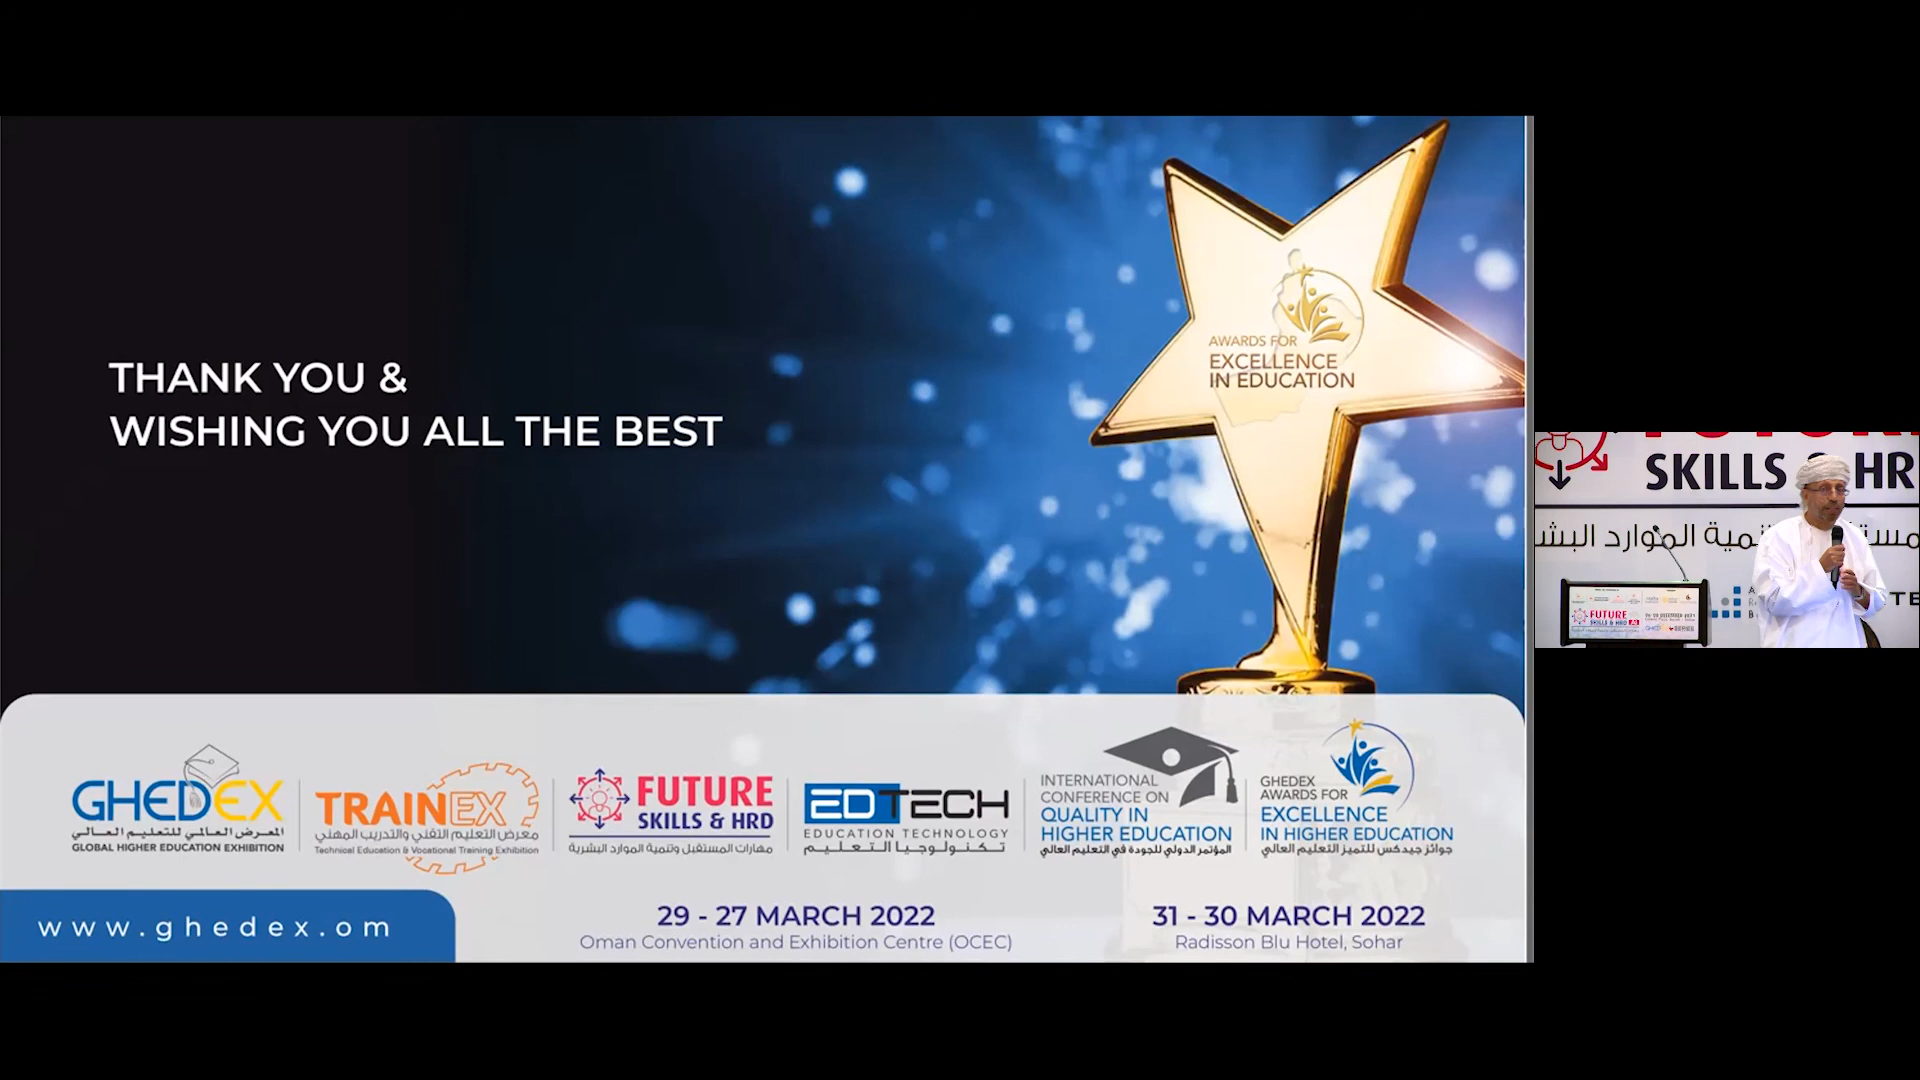 THANK YOU &
WISHING YOU ALL THE BEST
AWARDS FOR
EXCELLENCE
IN EDUCATION
GHEDEX
المعرض العالمي للتعليم العالي
GLOBAL HIGHER EDUCATION EXHIBITION
TRAINEX
معرض التعليم التقني والتدريب المهني
Technical Education & Vocational Training Exhibition
FUTURE
SKILLS & HRD
مهارات المستقبل وتنمية الموارد البشرية
EDTECH
EDUCATION TECHNOLOGY
تكنولوجيا التعليم
INTERNATIONAL
CONFERENCE ON
QUALITY IN
HIGHER EDUCATION
المؤتمر الدولي للجودة في التعليم العالي
GHEDEX
AWARDS FOR
EXCELLENCE
IN HIGHER EDUCATION
جوائز جيدكس للتميز التعليم العالي
www.ghedex.om
29 - 27 MARCH 2022
Oman Convention and Exhibition Centre (OCEC)
31 - 30 MARCH 2022
Radisson Blu Hotel, Sohar
SKILLS & HR
الموارد
FUTURE
SKILLS & HRD